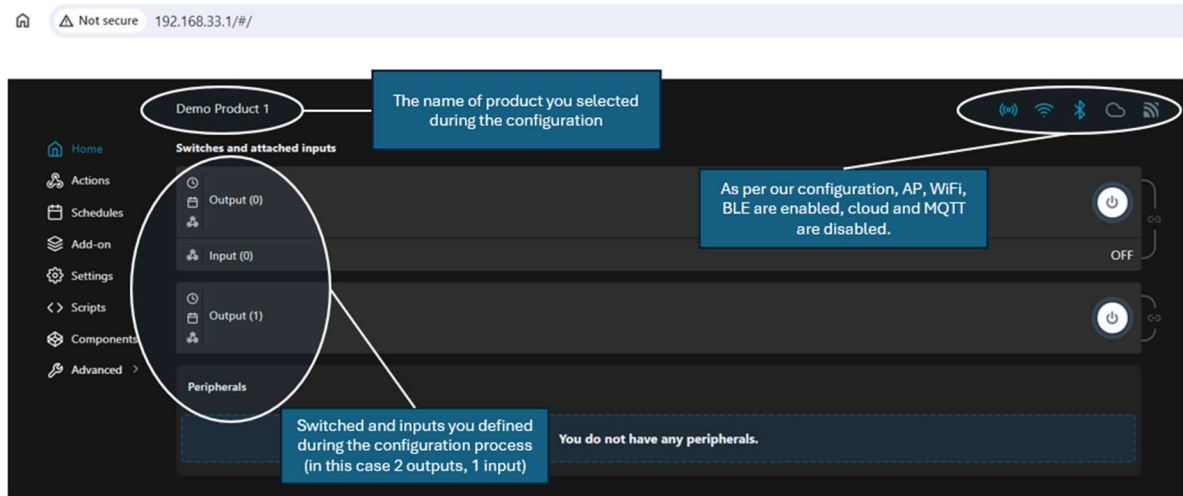 Not secure 192.168.33.1/#/
Demo Product 1
The name of product you selected
during the configuration
Home
Actions
Schedules
Add-on
Settings
Scripts
Components
Advanced
Switches and attached inputs
Output (0)
Input (0)
OFF
Output (1)
As per our configuration, AP, WiFi,
BLE are enabled, cloud and MQTT
are disabled.
Peripherals
Switched and inputs you defined
during the configuration process
(in this case 2 outputs, 1 input)
You do not have any peripherals.